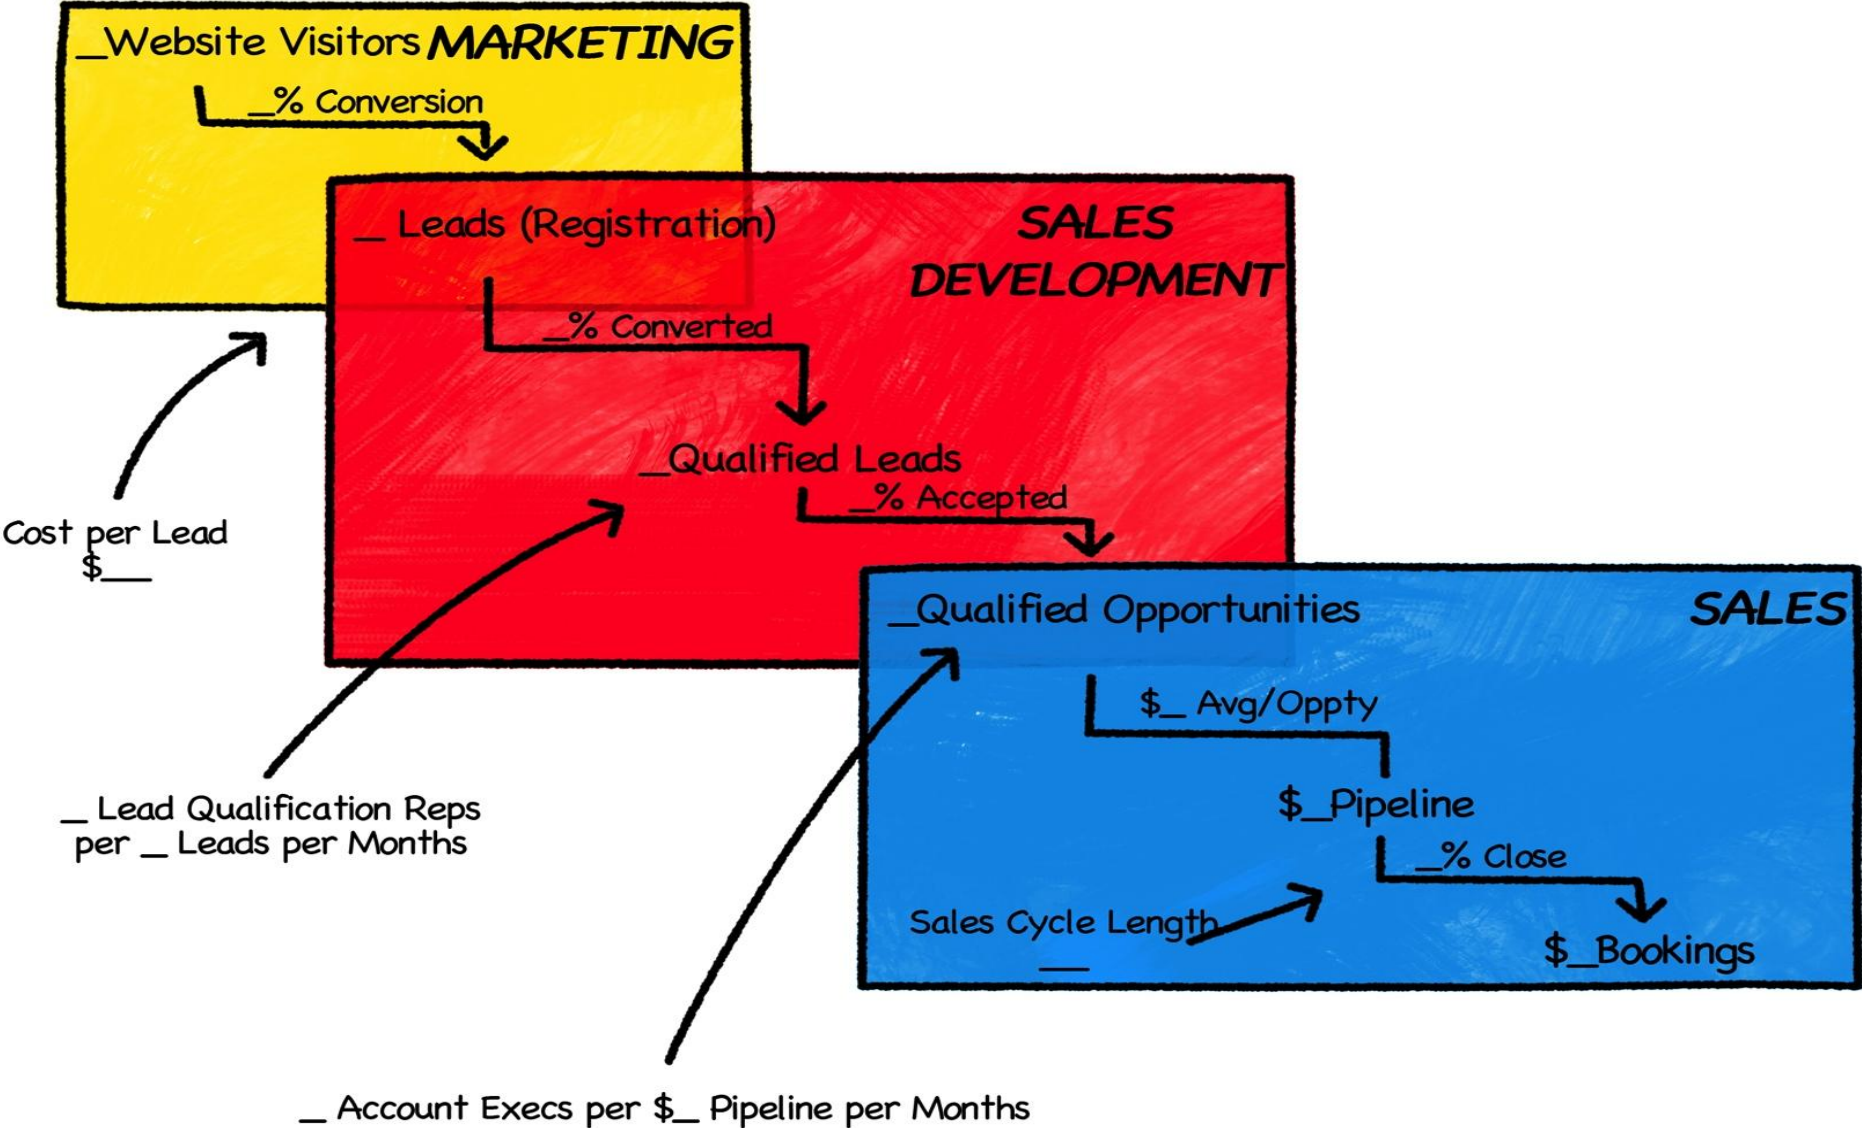 _Website Visitors MARKETING
_% Conversion
_ Leads (Registration)
SALES
DEVELOPMENT
_% Converted
_Qualified Leads
_% Accepted
Cost per Lead
$__
_Qualified Opportunities
SALES
$_ Avg/Oppty
$_Pipeline
_% Close
_ Lead Qualification Reps
per _ Leads per Months
Sales Cycle Length
__
$_Bookings
_ Account Execs per $_ Pipeline per Months